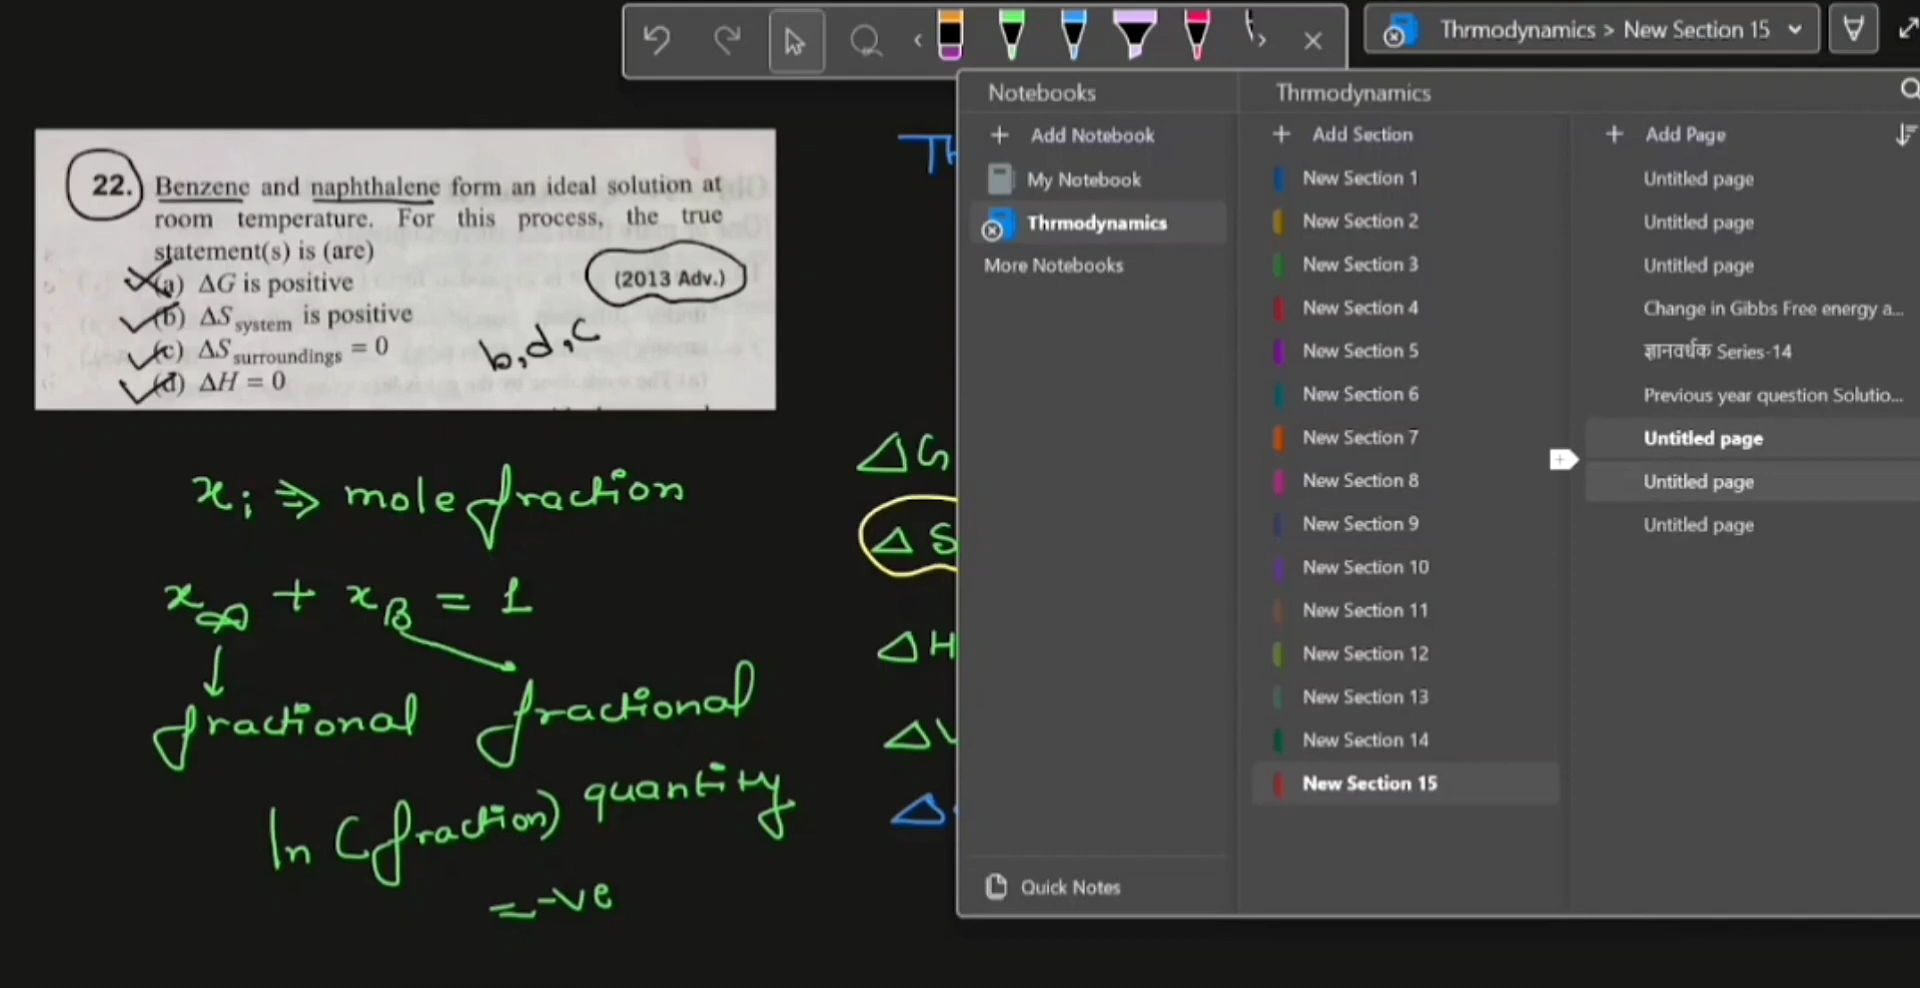 Thrmodynamics > New Section 15
Notebooks
Add Notebook
My Notebook
Thrmodynamics
More Notebooks
Quick Notes
Thrmodynamics
Add Section
New Section 1
New Section 2
New Section 3
New Section 4
New Section 5
New Section 6
New Section 7
New Section 8
New Section 9
New Section 10
New Section 11
New Section 12
New Section 13
New Section 14
New Section 15
Add Page
Untitled page
Untitled page
Untitled page
Change in Gibbs Free energy a...
ज्ञानवर्धक Series-14
Previous year question Solutio...
Untitled page
Untitled page
Untitled page
22. Benzene and naphthalene form an ideal solution at
room temperature. For this process, the true
statement(s) is (are)
(2013 Adv.)
(a) ΔG is positive
(b) ΔS system is positive
(c) ΔS surroundings = 0
(d) ΔH = 0
b,d,c
x i ⇒ mole fraction
x + x B = 1
fractional fractional
ln (fraction) quantity
= -ve
ΔG
ΔS
ΔH
Δ
Δ